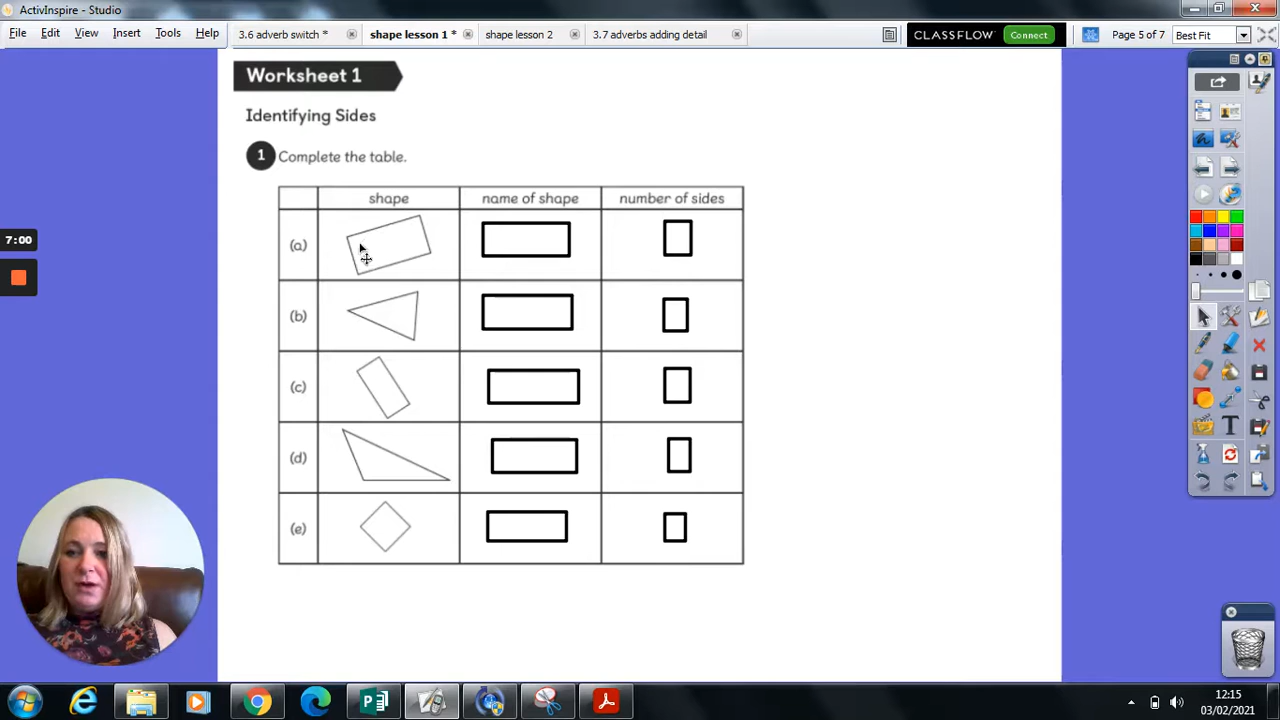 ActivInspire - Studio
File Edit View Insert Tools Help
3.6 adverb switch *
shape lesson 1 *
shape lesson 2
3.7 adverbs adding detail
CLASSFLOW Connect
Page 5 of 7
Best Fit
Worksheet 1
Identifying Sides
1 Complete the table.
shape name of shape number of sides
(a)
(b)
(c)
(d)
(e)
7:00
12:15
03/02/2021